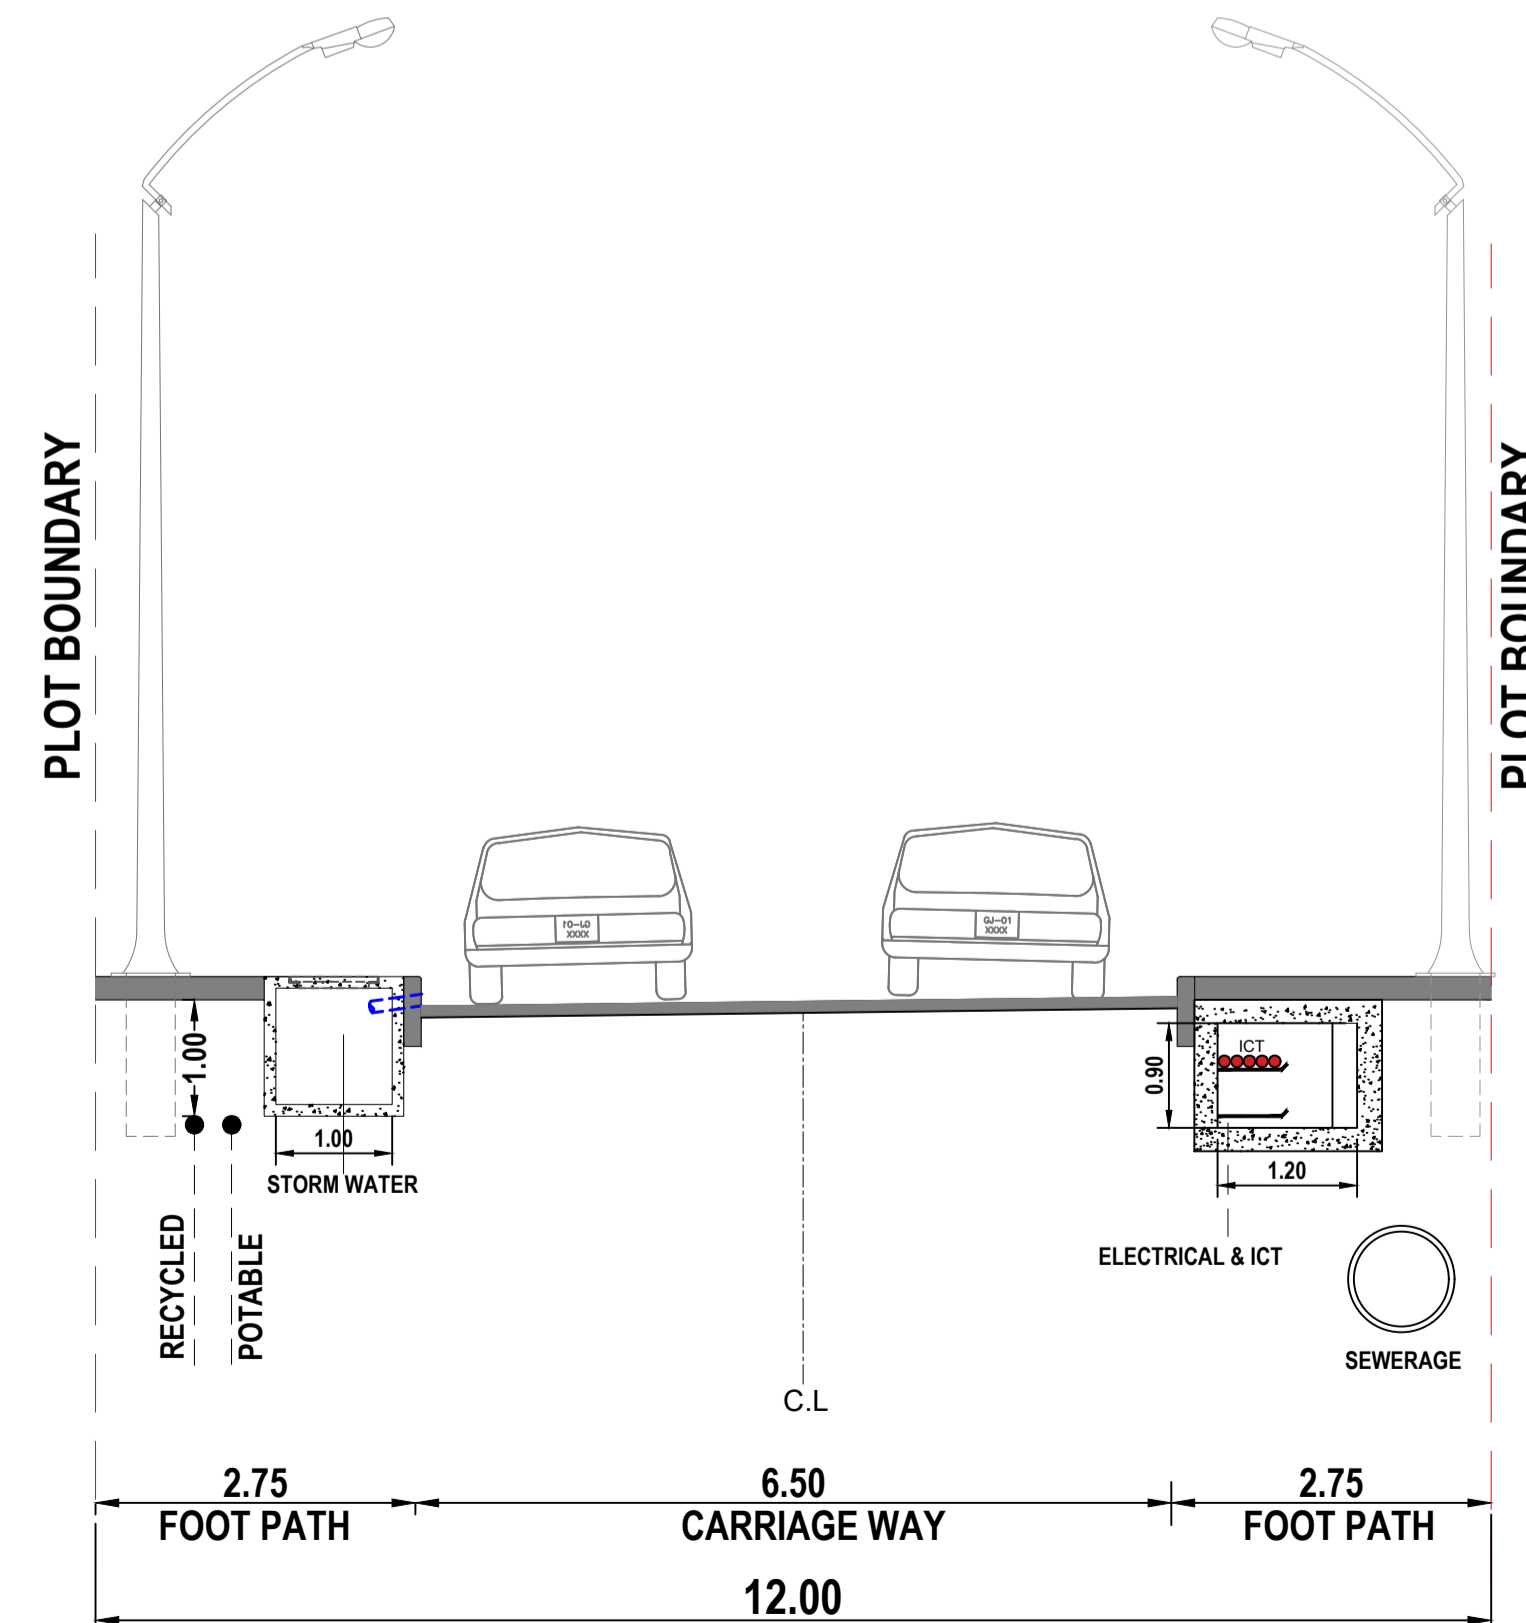 PLOT BOUNDARY
PLOT BOUNDARY
10-LG
XXXX
GJ-01
XXXX
1.00
1.00
STORM WATER
RECYCLED
POTABLE
ICT
0.90
1.20
ELECTRICAL & ICT
SEWERAGE
C.L
2.75
FOOT PATH
6.50
CARRIAGE WAY
2.75
FOOT PATH
12.00